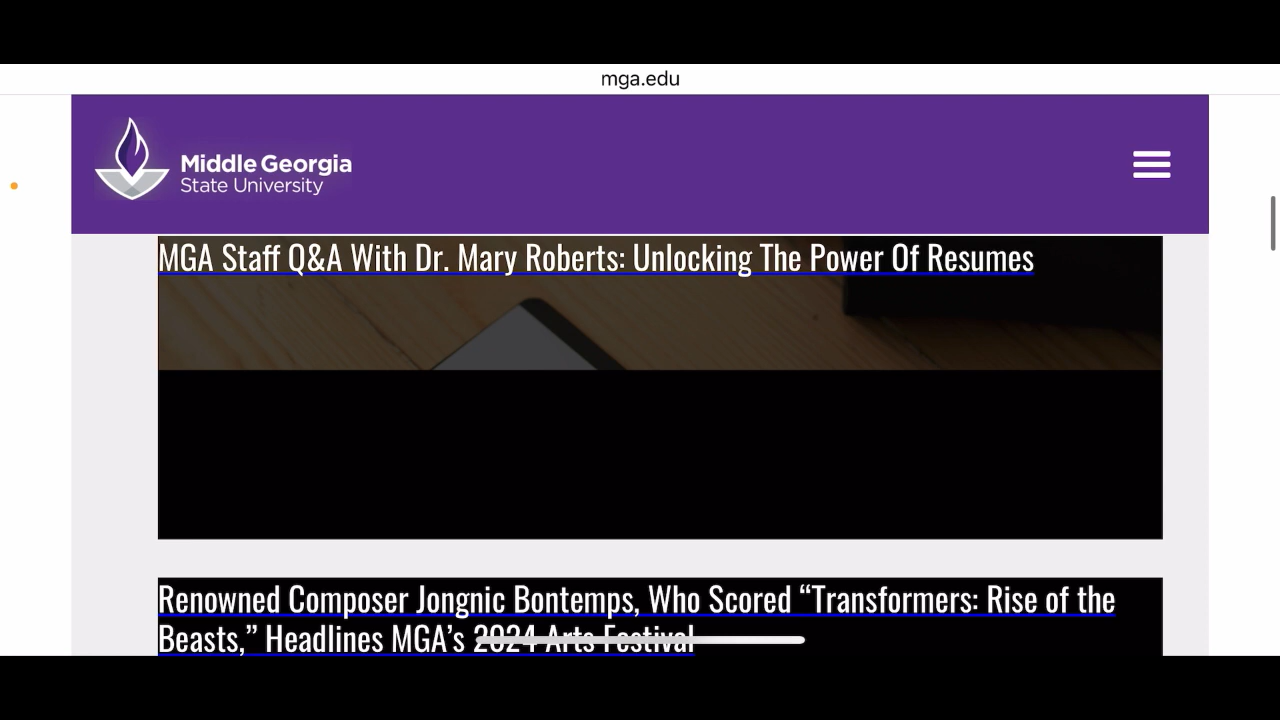 mga.edu
Middle Georgia
State University
MGA Staff Q&A With Dr. Mary Roberts: Unlocking The Power Of Resumes
Renowned Composer Jongnic Bontemps, Who Scored “Transformers: Rise of the
Beasts,” Headlines MGA’s 2024 Arts Festival